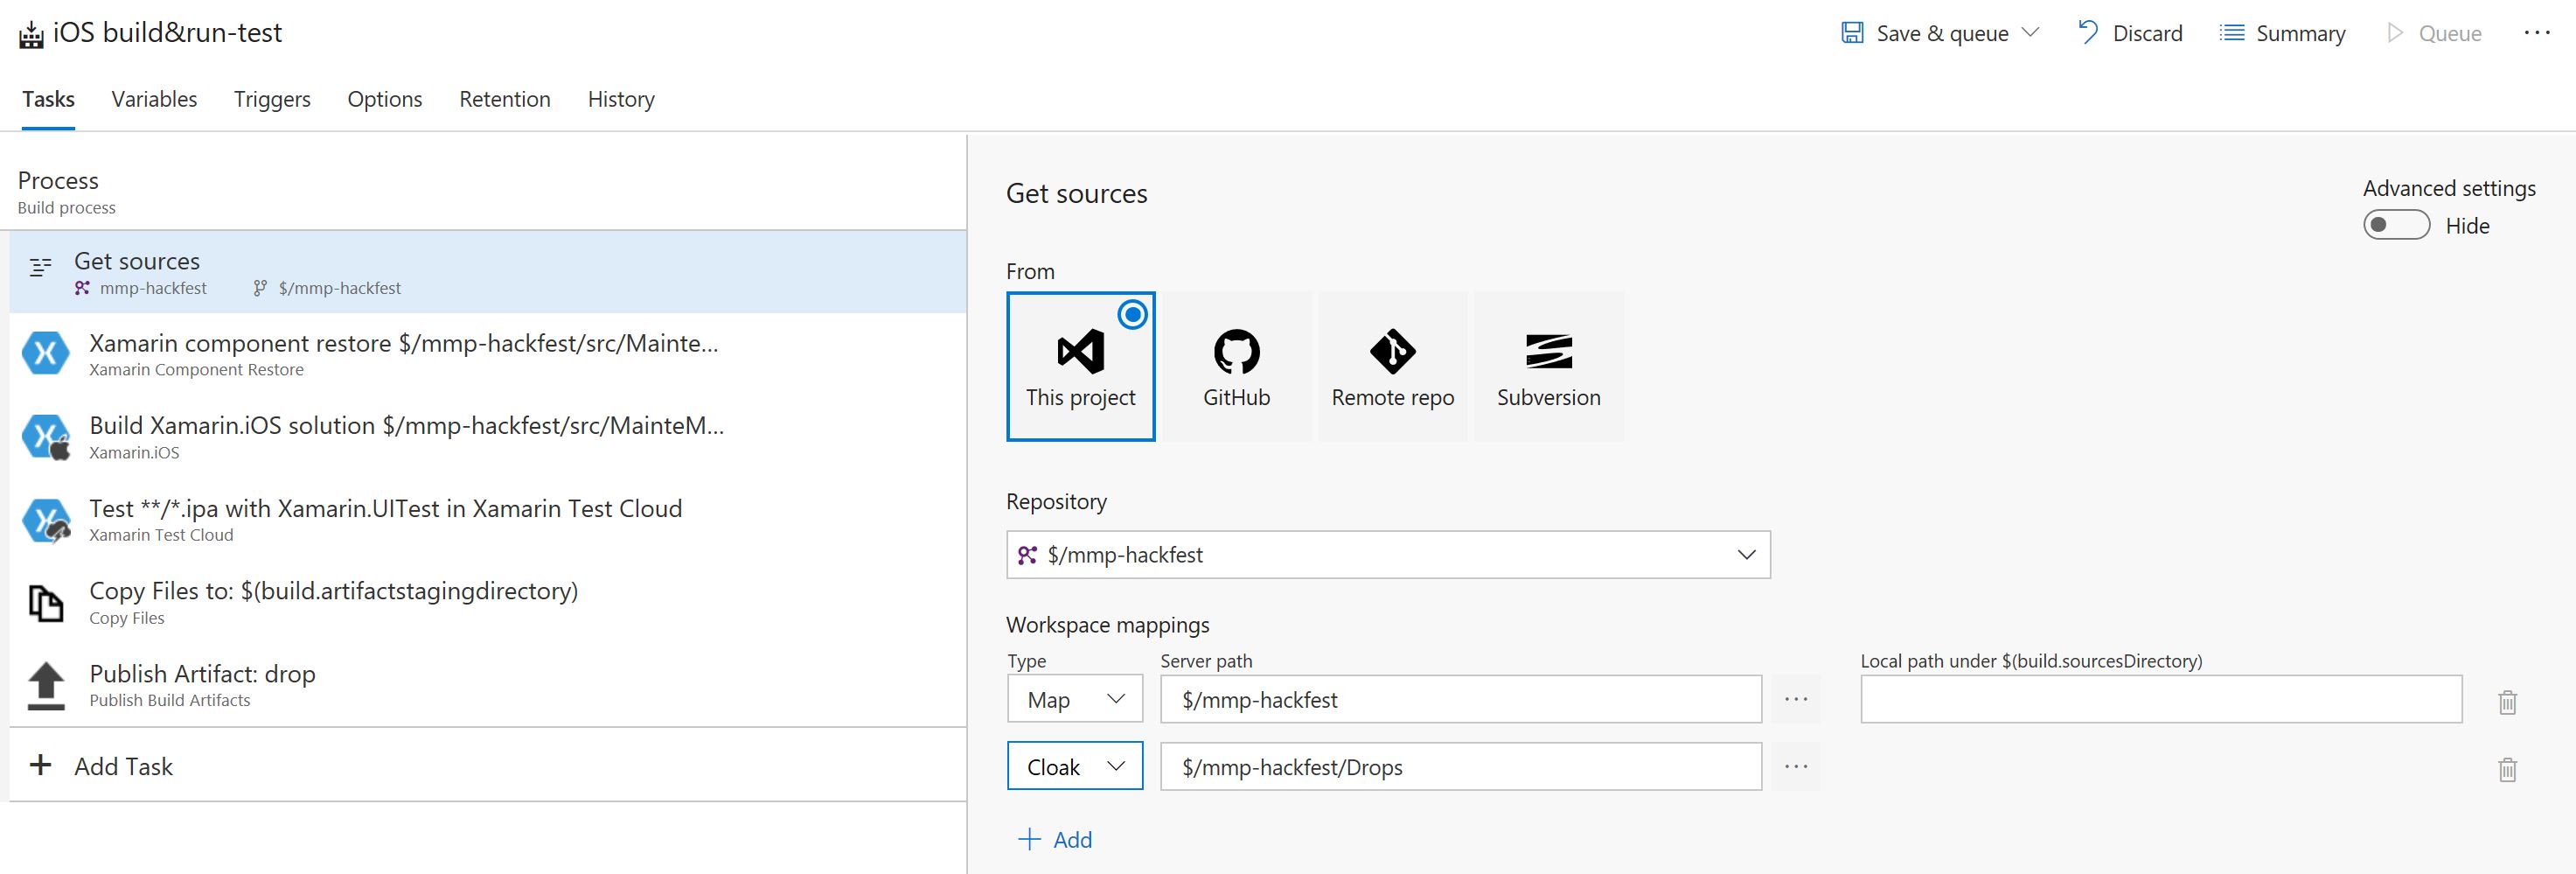 iOS build&run-test
Save & queue
Discard
Summary
Queue
...
Tasks
Variables
Triggers
Options
Retention
History
Process
Build process
Get sources
mmp-hackfest
$/mmp-hackfest
Xamarin component restore $/mmp-hackfest/src/Mainte...
Xamarin Component Restore
Build Xamarin.iOS solution $/mmp-hackfest/src/MainteM...
Xamarin.iOS
Test **/*.ipa with Xamarin.UITest in Xamarin Test Cloud
Xamarin Test Cloud
Copy Files to: $(build.artifactstagingdirectory)
Copy Files
Publish Artifact: drop
Publish Build Artifacts
+ Add Task
Get sources
Advanced settings
Hide
From
This project
GitHub
Remote repo
Subversion
Repository
$/mmp-hackfest
Workspace mappings
Type
Server path
Local path under $(build.sourcesDirectory)
Map
$/mmp-hackfest
...
Cloak
$/mmp-hackfest/Drops
...
+ Add